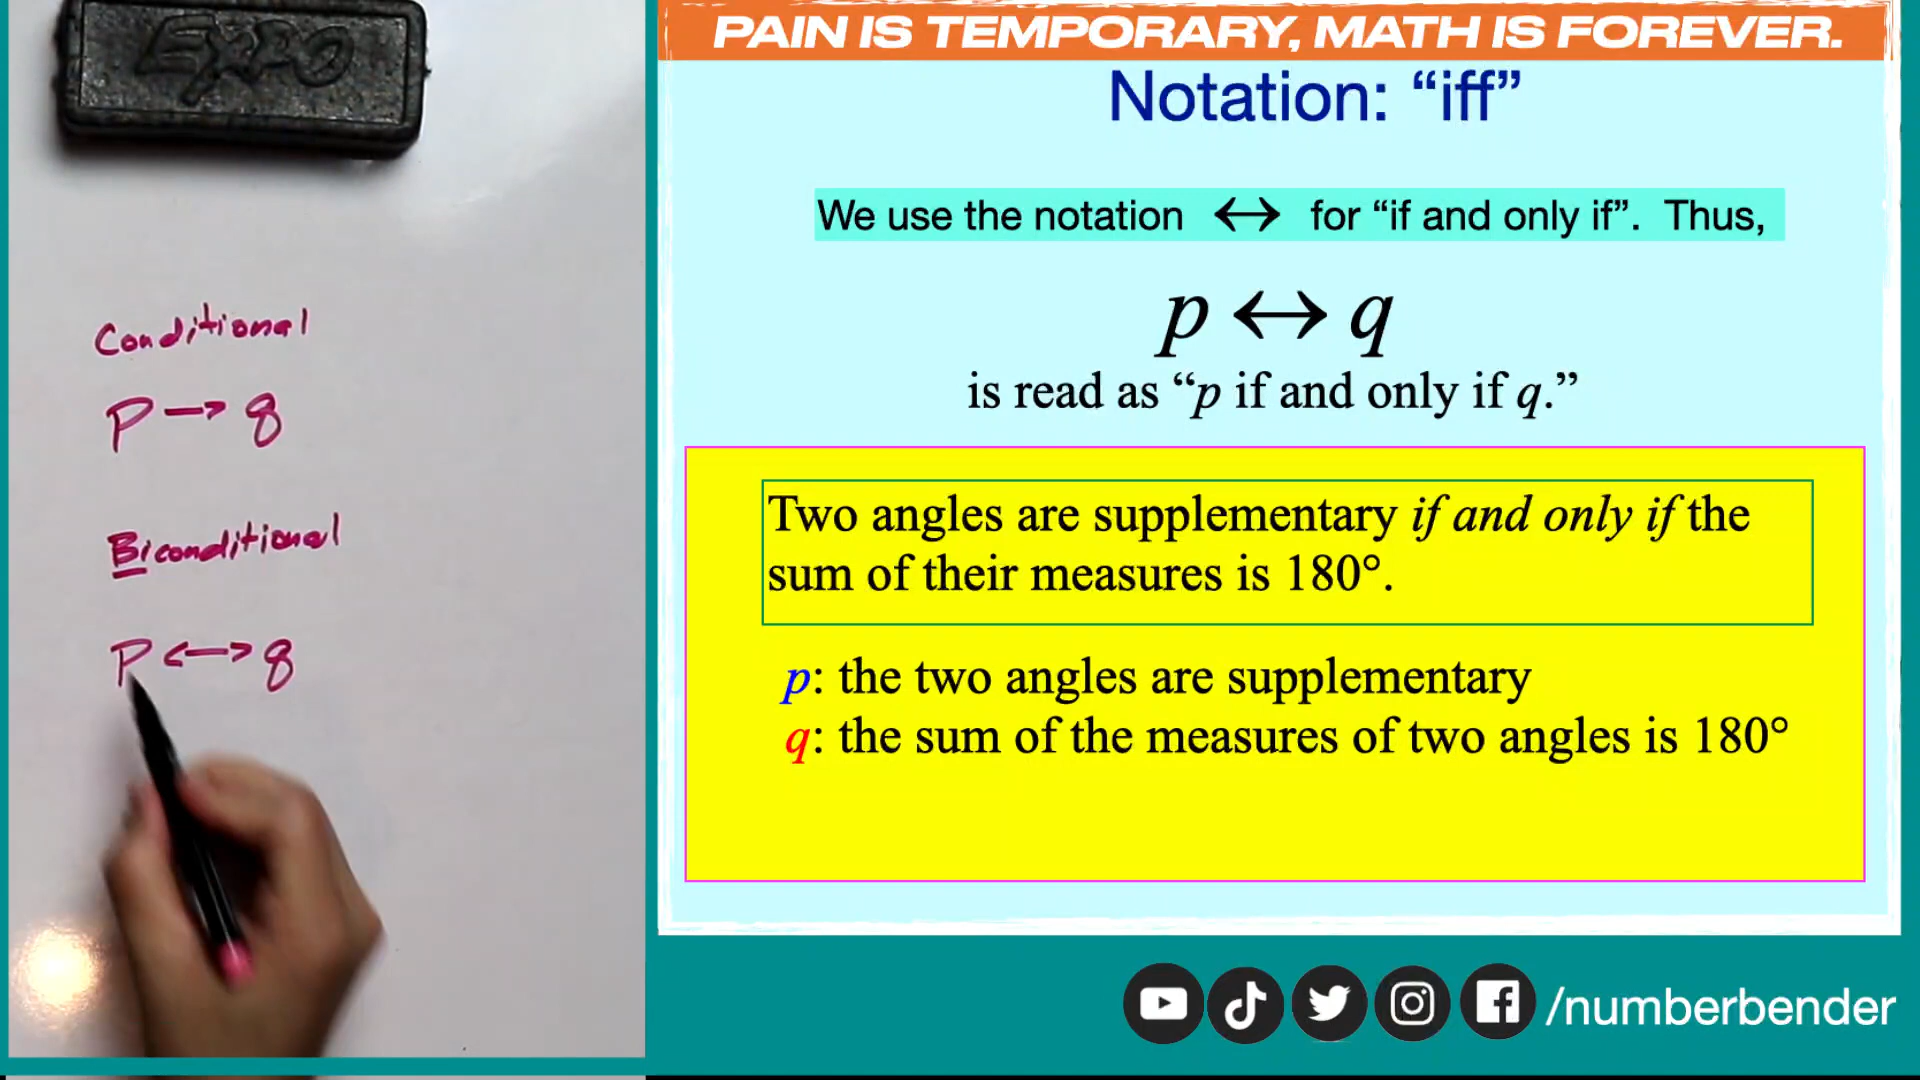 EXPO
Conditional
P → q
Biconditional
P ↔ q
PAIN IS TEMPORARY, MATH IS FOREVER.
Notation: “iff”
We use the notation ↔ for “if and only if”. Thus,
p ↔ q
is read as “p if and only if q.”
Two angles are supplementary if and only if the
sum of their measures is 180°.
p: the two angles are supplementary
q: the sum of the measures of two angles is 180°
/numberbender